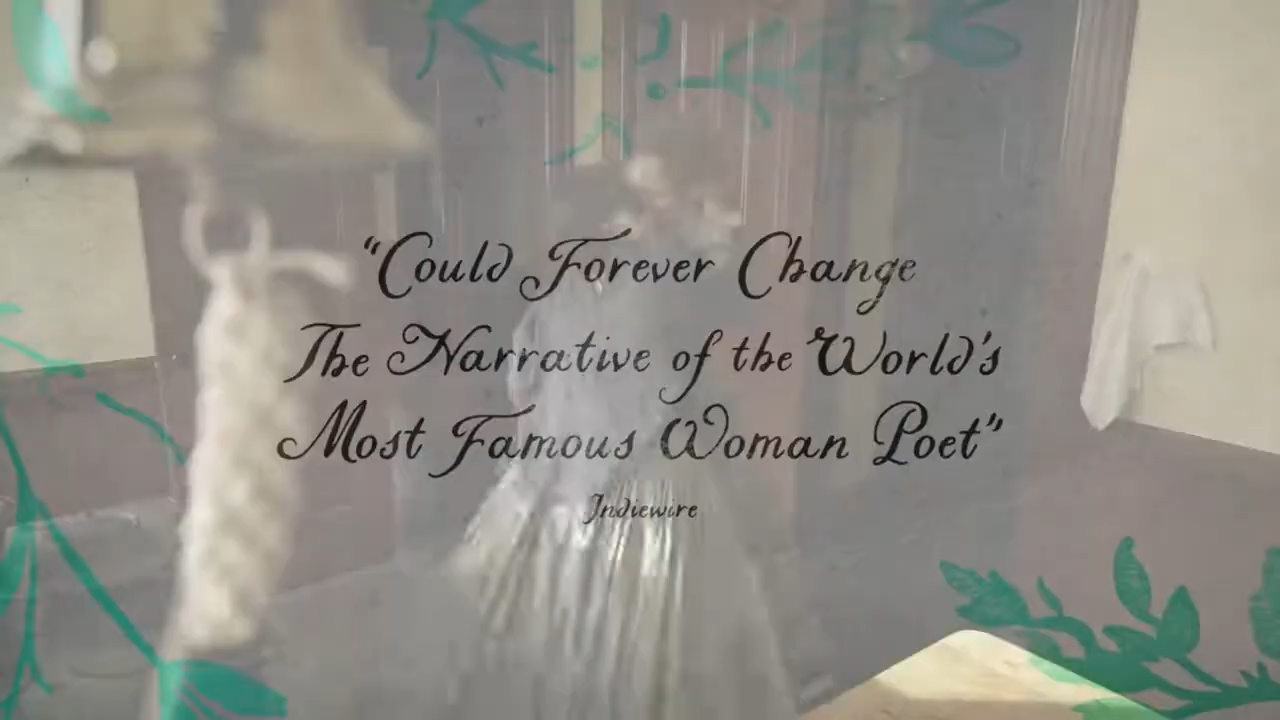 “Could Forever Change
The Narrative of the World’s
Most Famous Woman Poet”
Indiewire